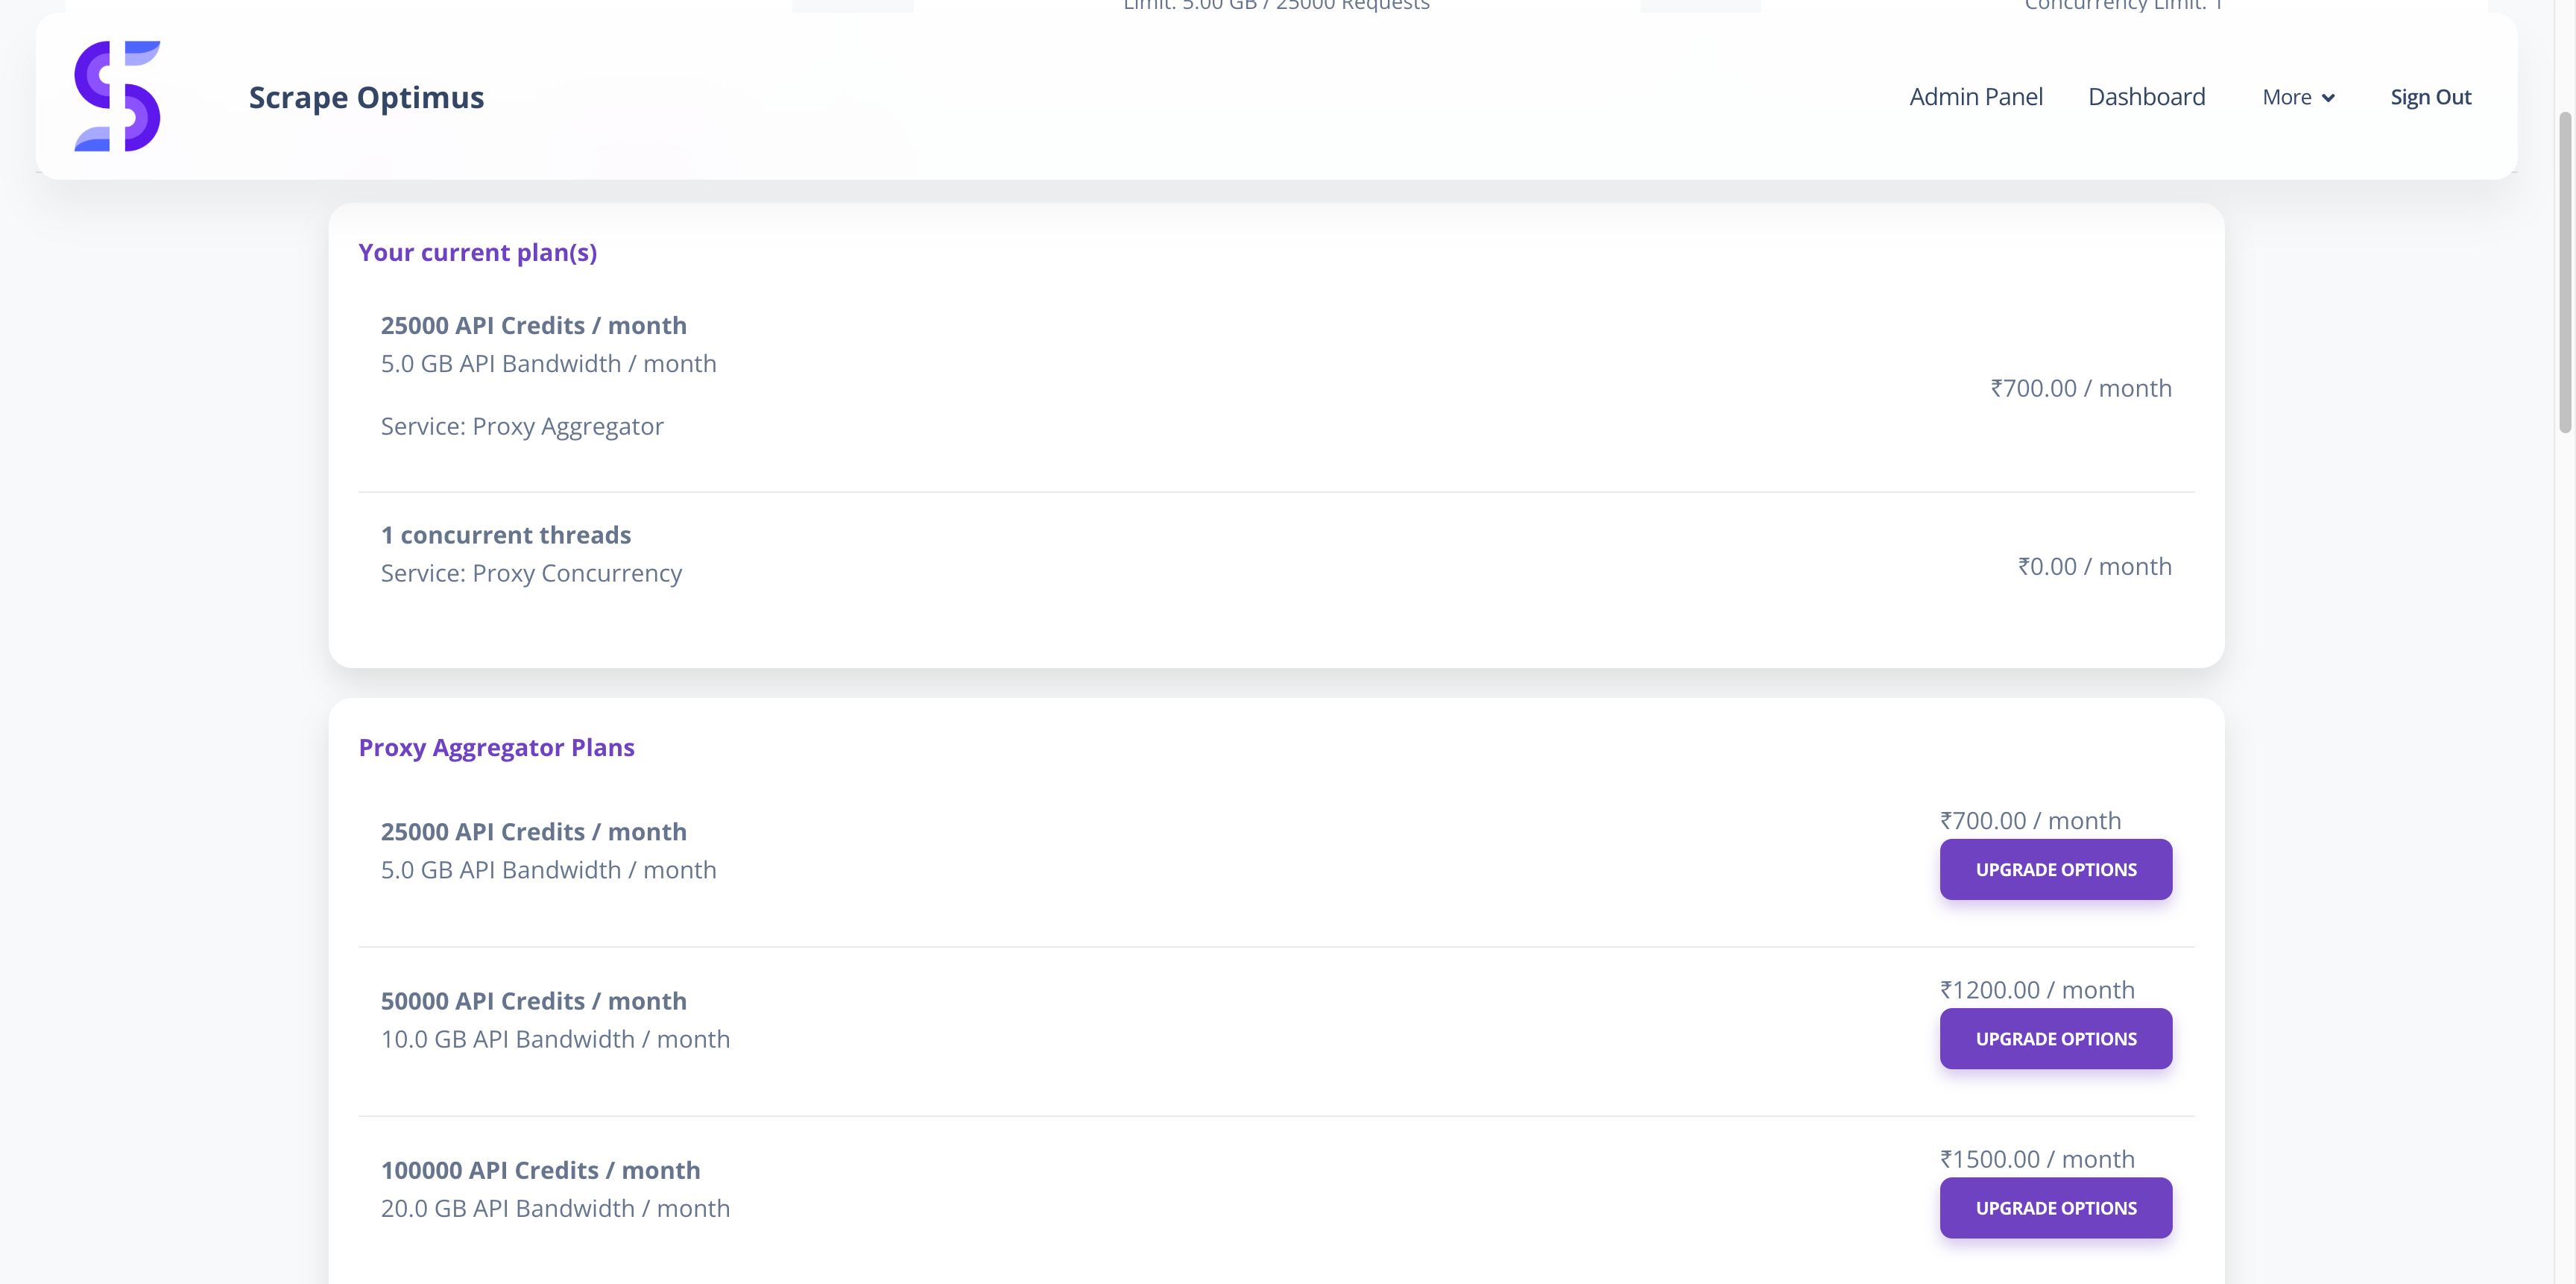 Limit: 5.00 GB / 25000 Requests
Concurrency Limit: 1
Scrape Optimus
Admin Panel
Dashboard
More
Sign Out
Your current plan(s)
25000 API Credits / month
5.0 GB API Bandwidth / month
₹700.00 / month
Service: Proxy Aggregator
1 concurrent threads
₹0.00 / month
Service: Proxy Concurrency
Proxy Aggregator Plans
₹700.00 / month
25000 API Credits / month
5.0 GB API Bandwidth / month
UPGRADE OPTIONS
₹1200.00 / month
50000 API Credits / month
10.0 GB API Bandwidth / month
UPGRADE OPTIONS
₹1500.00 / month
100000 API Credits / month
20.0 GB API Bandwidth / month
UPGRADE OPTIONS